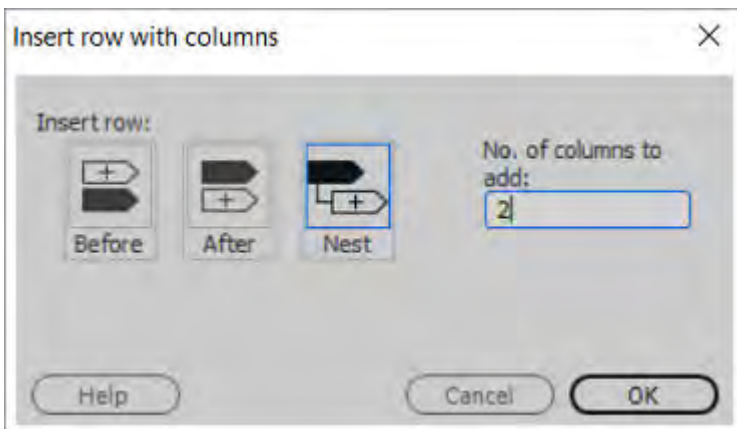 Insert row with columns
Insert row:
No. of columns to
add:
2
Before
After
Nest
Help
Cancel
OK